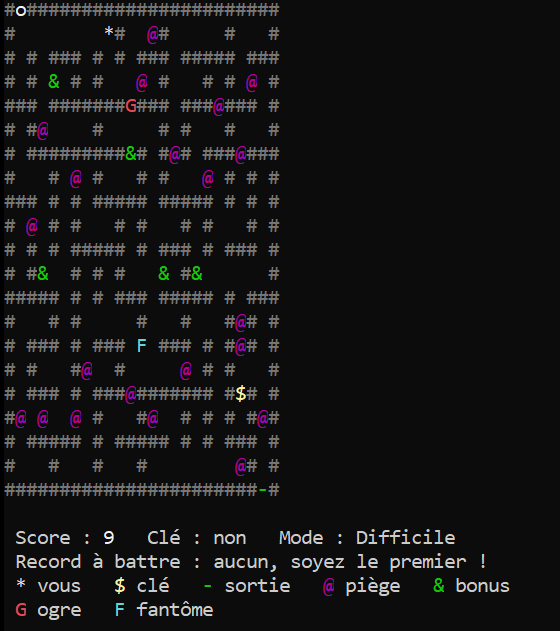 #o#######################
#        *#  @#     #   #
# # ### # # ### ##### ###
# # & # #   @ #   # # @ #
### #######G### ###@### #
# #@    #     # #   #   #
# #########&# #@# ###@###
#   # @ #   # #   @ # # #
### # # ##### ##### # # #
# @ # #   # #   # #   # #
# # # ##### # ### # ### #
# #&  # # #   & #&      #
##### # # ### ##### # ###
#   # #     #   #   #@# #
# ### # ### F ### # #@# #
# #   #@#       @ # #   #
# ### # ###@####### #$# #
#@ @  @ #   #@  # # # #@#
# ##### # ##### # # ### #
#   #   #   #        @# #
#######################-#
Score : 9   Clé : non   Mode : Difficile
Record à battre : aucun, soyez le premier !
* vous   $ clé   - sortie   @ piège   & bonus
G ogre   F fantôme